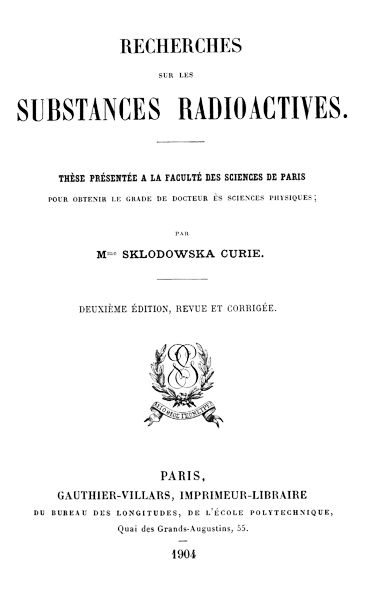 RECHERCHES
SUR LES
SUBSTANCES RADIOACTIVES.
THÈSE PRÉSENTÉE A LA FACULTÉ DES SCIENCES DE PARIS
POUR OBTENIR LE GRADE DE DOCTEUR ÈS SCIENCES PHYSIQUES;
PAR
Mme SKLODOWSKA CURIE.
DEUXIÈME ÉDITION, REVUE ET CORRIGÉE.
PARIS,
GAUTHIER-VILLARS, IMPRIMEUR-LIBRAIRE
DU BUREAU DES LONGITUDES, DE L'ÉCOLE POLYTECHNIQUE,
Quai des Grands-Augustins, 55.
1904